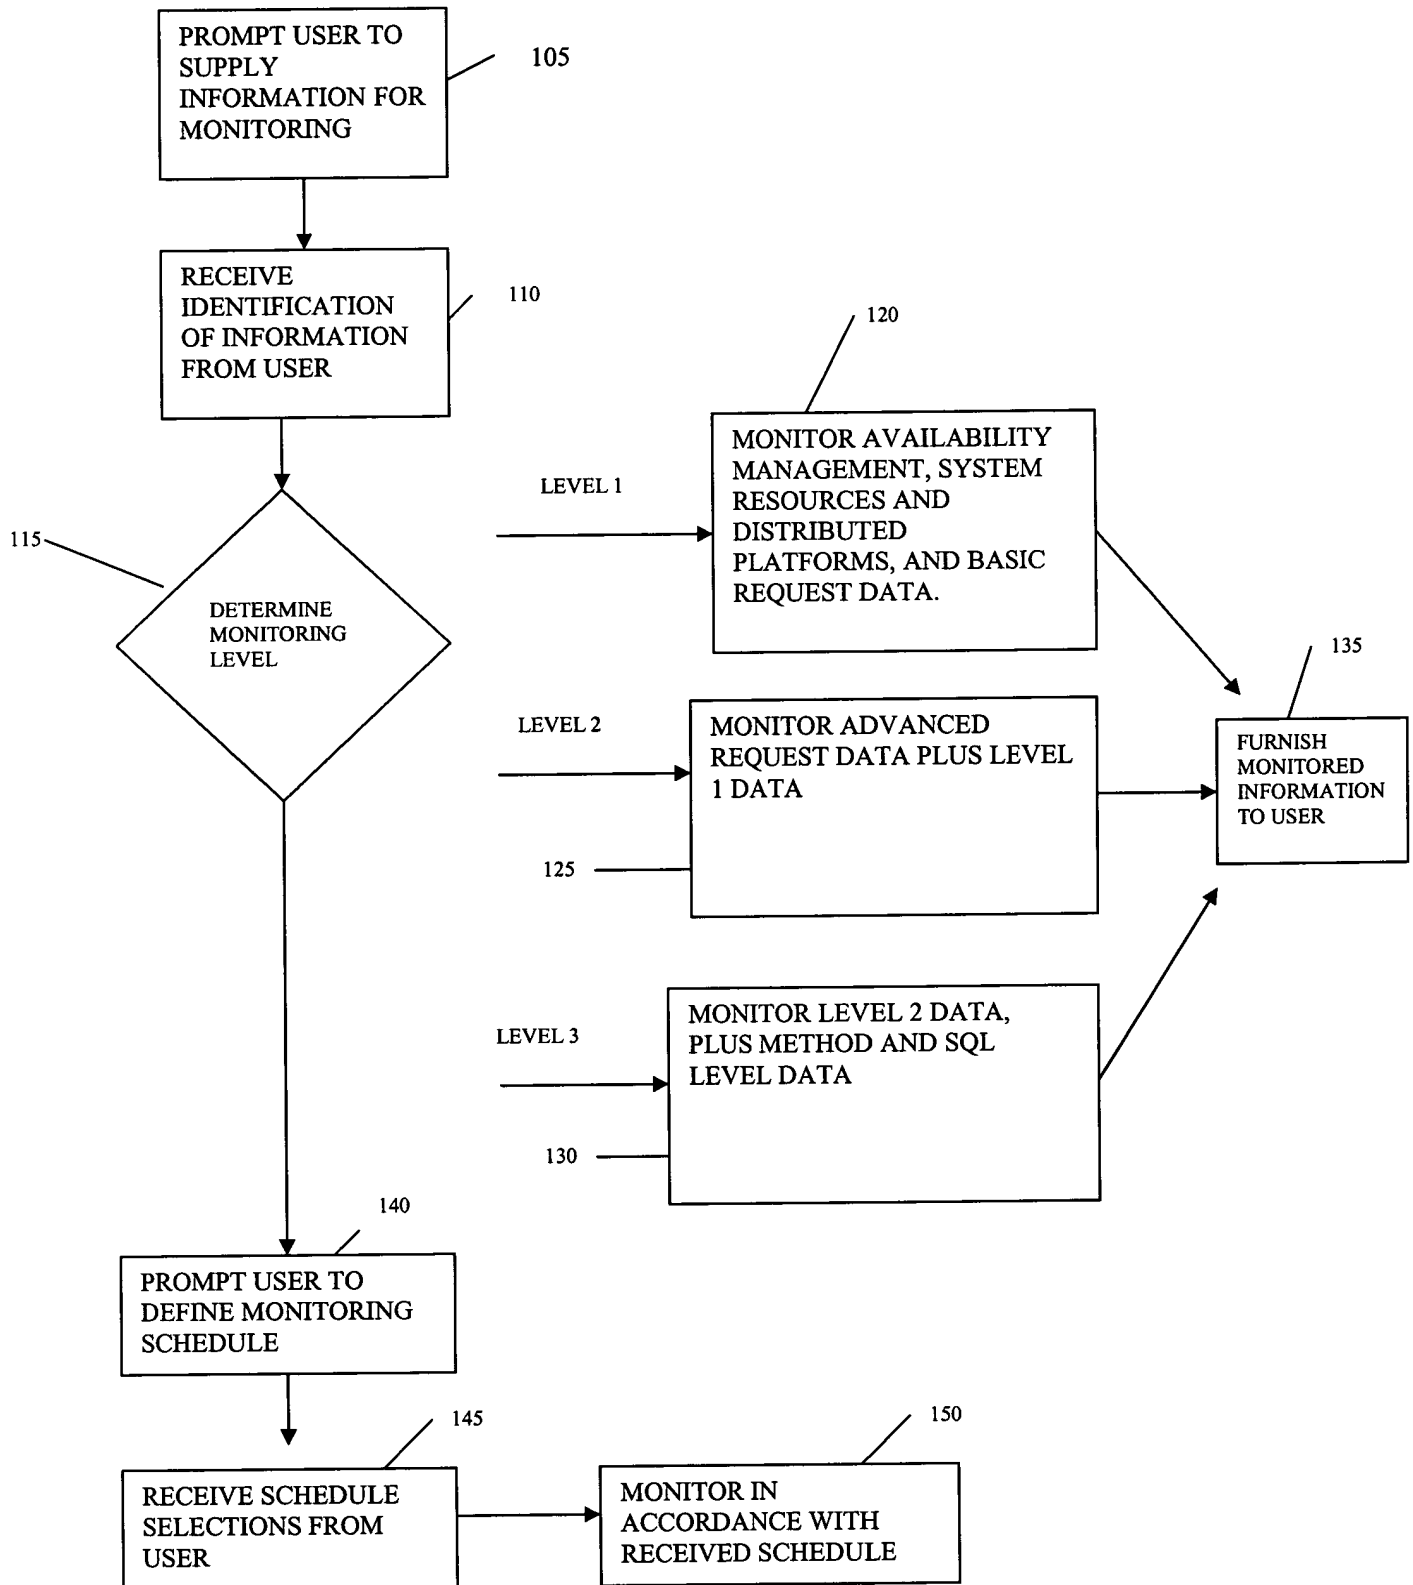 PROMPT USER TO
SUPPLY
INFORMATION FOR
MONITORING
105
RECEIVE
IDENTIFICATION
OF INFORMATION
FROM USER
110
115
DETERMINE
MONITORING
LEVEL
LEVEL 1
120
MONITOR AVAILABILITY
MANAGEMENT, SYSTEM
RESOURCES AND
DISTRIBUTED
PLATFORMS, AND BASIC
REQUEST DATA.
LEVEL 2
MONITOR ADVANCED
REQUEST DATA PLUS LEVEL
1 DATA
125
135
FURNISH
MONITORED
INFORMATION
TO USER
LEVEL 3
MONITOR LEVEL 2 DATA,
PLUS METHOD AND SQL
LEVEL DATA
130
140
PROMPT USER TO
DEFINE MONITORING
SCHEDULE
145
RECEIVE SCHEDULE
SELECTIONS FROM
USER
150
MONITOR IN
ACCORDANCE WITH
RECEIVED SCHEDULE